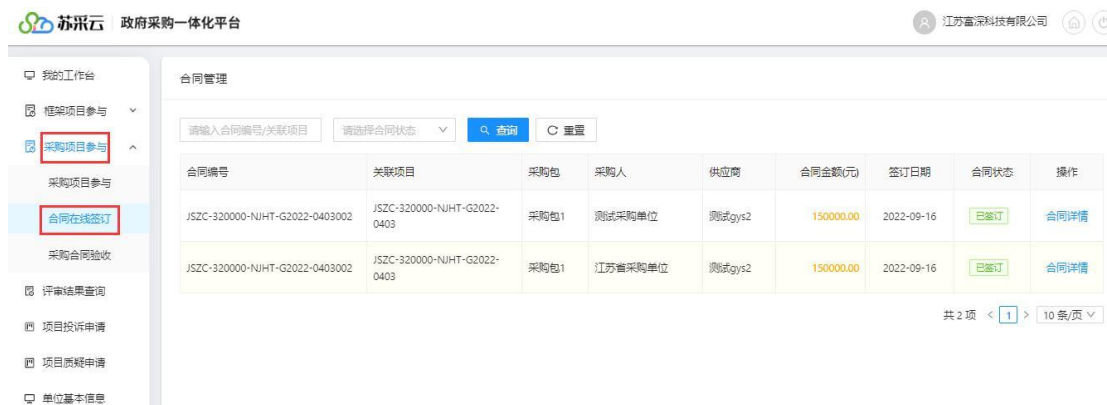 苏采云 政府采购一体化平台 江苏富深科技有限公司
我的工作台
框架项目参与
采购项目参与
采购项目参与
合同在线签订
采购合同验收
评审结果查询
项目投诉申请
项目质疑申请
单位基本信息
合同管理
请输入合同编号/关联项目 请选择合同状态 查询 重置
合同编号 关联项目 采购包 采购人 供应商 合同金额(元) 签订日期 合同状态 操作
JSZC-320000-NJHT-G2022-0403002 JSZC-320000-NJHT-G2022-0403 采购包1 测试采购单位 测试gys2 150000.00 2022-09-16 已签订 合同详情
JSZC-320000-NJHT-G2022-0403002 JSZC-320000-NJHT-G2022-0403 采购包1 江苏省采购单位 测试gys2 150000.00 2022-09-16 已签订 合同详情
共 2 项 < 1 > 10 条/页